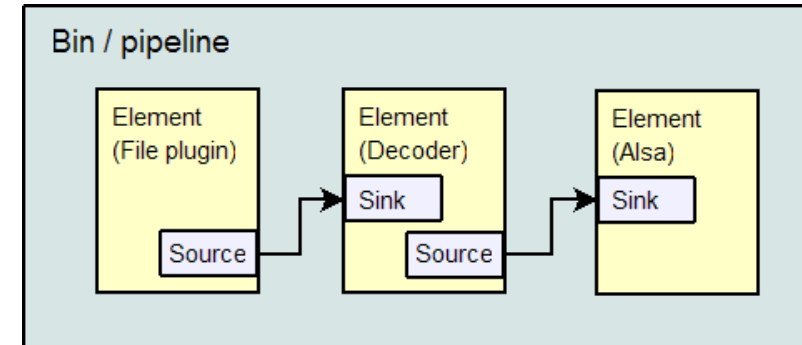 Bin / pipeline
Element
(File plugin)
Source
Element
(Decoder)
Sink
Source
Element
(Alsa)
Sink